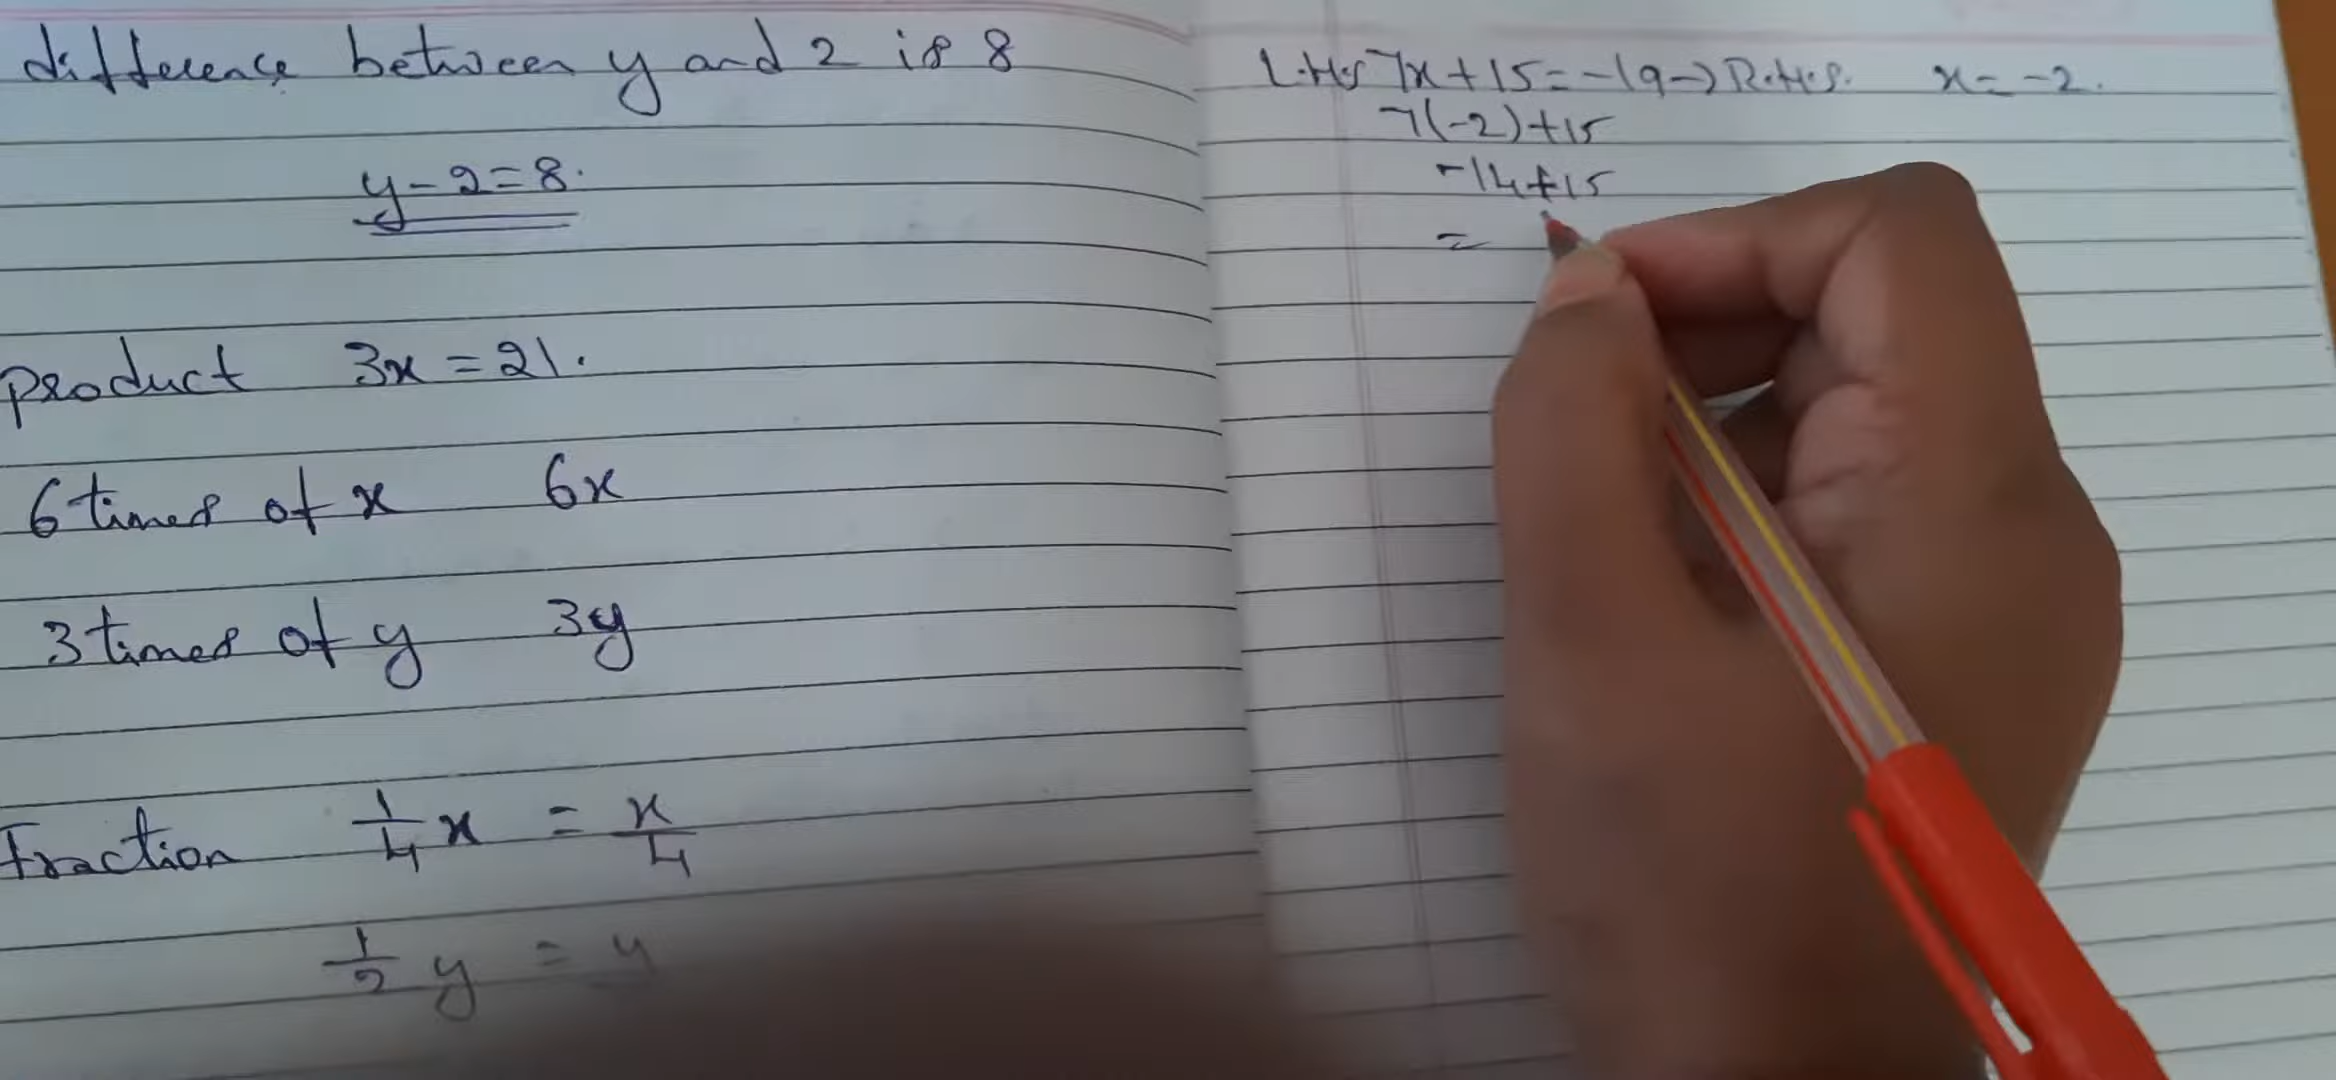 difference between y and 2 is 8
y-2=8.
product 3x=21.
6 times of x 6x
3 times of y 3y
Fraction 1/4 x = x/4
1/2 y = y
L.H.S 7x+15=-19→R.H.S. x=-2.
7(-2)+15
-14+15
=